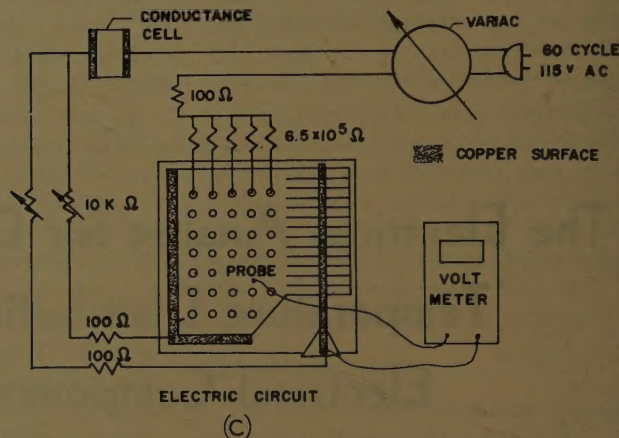 CONDUCTANCE
CELL
VARIAC
60 CYCLE
115 V AC
100 Ω
6.5 x 10⁵ Ω
COPPER SURFACE
10 K Ω
PROBE
VOLT
METER
100 Ω
100 Ω
ELECTRIC CIRCUIT
(C)